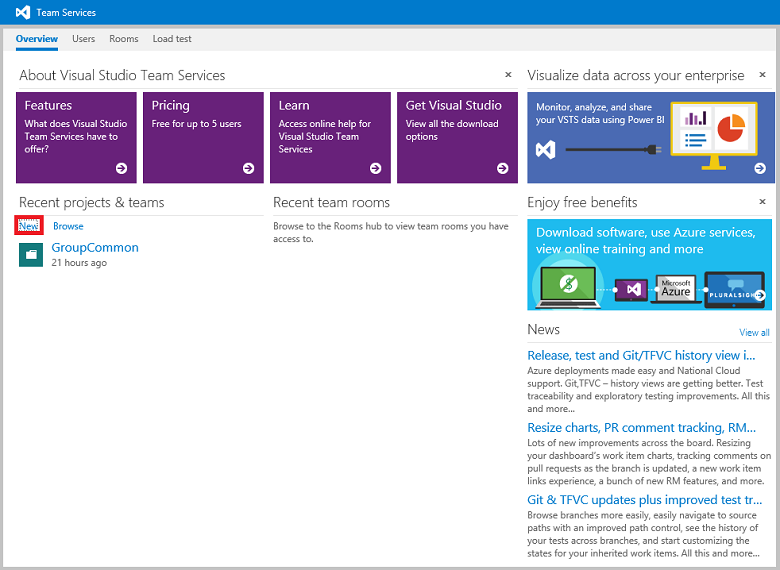 Team Services
Overview Users Rooms Load test
About Visual Studio Team Services ×
Features
What does Visual Studio
Team Services have to
offer?
Pricing
Free for up to 5 users
Learn
Access online help for
Visual Studio Team
Services
Get Visual Studio
View all the download
options
Recent projects & teams
New Browse
GroupCommon
21 hours ago
Recent team rooms
Browse to the Rooms hub to view team rooms you have
access to.
Visualize data across your enterprise ×
Monitor, analyze, and share
your VSTS data using Power BI
Enjoy free benefits ×
Download software, use Azure services,
view online training and more
Microsoft
Azure
PLURALSIGHT
News View all
Release, test and Git/TFVC history view i...
Azure deployments made easy and National Cloud
support. Git,TFVC – history views are getting better. Test
traceability and exploratory testing improvements. All this
and more...
Resize charts, PR comment tracking, RM...
Lots of new improvements across the board. Resizing
your dashboard's work item charts, tracking comments on
pull requests as the branch is updated, a new work item
links experience, a bunch of new RM features, and more.
Git & TFVC updates plus improved test tr...
Browse branches more easily, easily navigate to source
paths with an improved path control, see the history of
your tests across branches, and start customizing the
states for your inherited work items. All this and more...